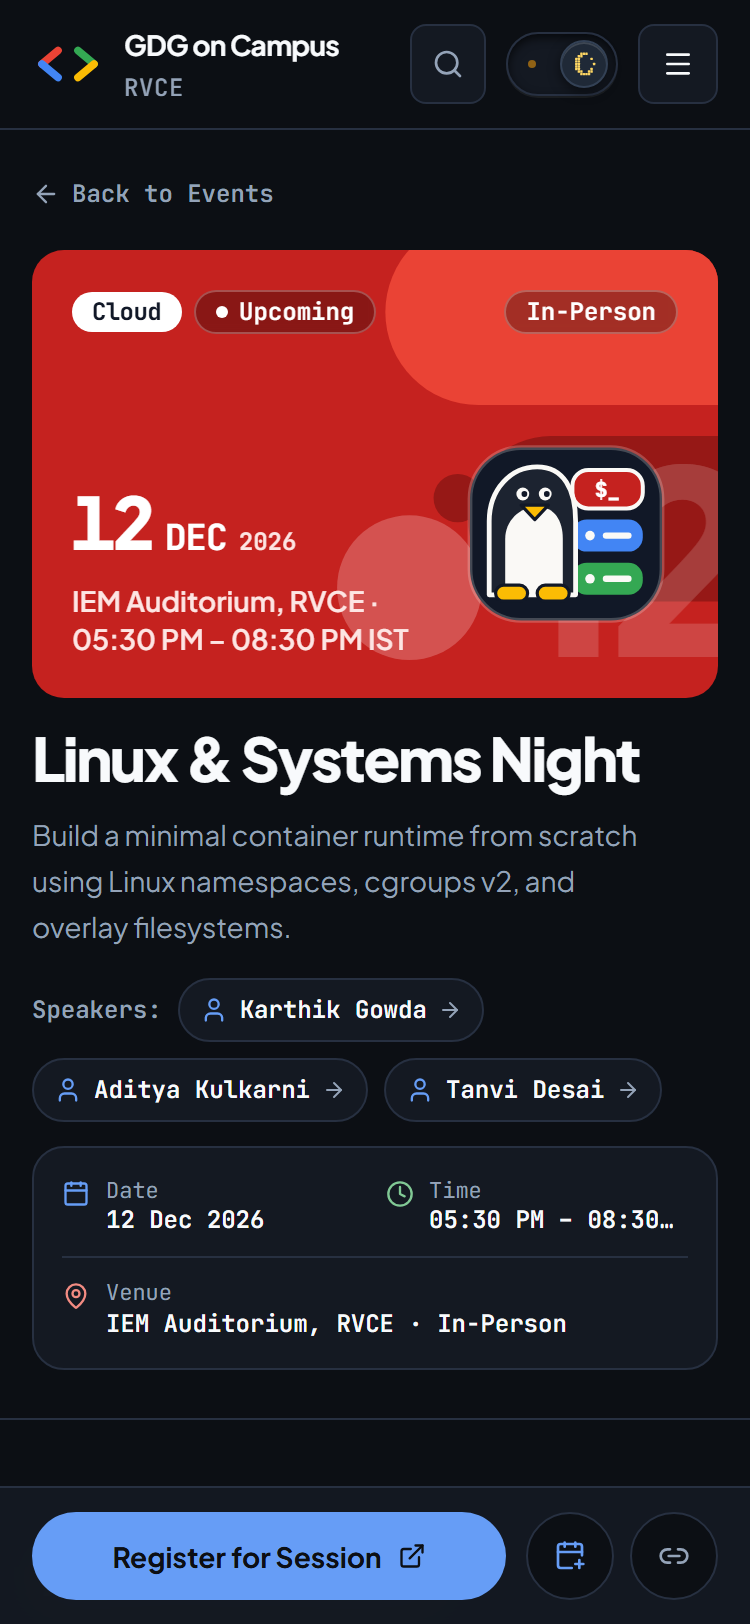 GDG on Campus
RVCE
Back to Events
Cloud
Upcoming
In-Person
12 DEC 2026
12
$_
IEM Auditorium, RVCE ·
05:30 PM – 08:30 PM IST
Linux & Systems Night
Build a minimal container runtime from scratch
using Linux namespaces, cgroups v2, and
overlay filesystems.
Speakers:
Karthik Gowda
Aditya Kulkarni
Tanvi Desai
Date
12 Dec 2026
Time
05:30 PM – 08:30…
Venue
IEM Auditorium, RVCE · In-Person
Register for Session